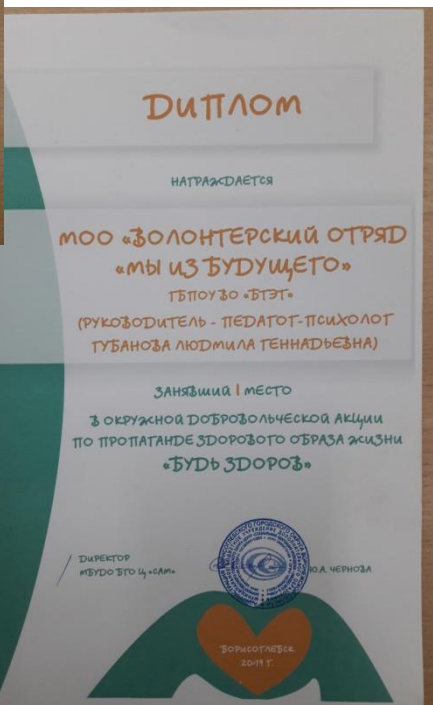 ДИПЛОМ
НАГРАЖДАЕТСЯ
МОО «ВОЛОНТЕРСКИЙ ОТРЯД
«МЫ ИЗ БУДУЩЕГО»
ГБПОУ ВО «БТЭТ»
(РУКОВОДИТЕЛЬ - ПЕДАГОГ-ПСИХОЛОГ
ГУБАНОВА ЛЮДМИЛА ГЕННАДЬЕВНА)
ЗАНЯВШИЙ I МЕСТО
В ОКРУЖНОЙ ДОБРОВОЛЬЧЕСКОЙ АКЦИИ
ПО ПРОПАГАНДЕ ЗДОРОВОГО ОБРАЗА ЖИЗНИ
«БУДЬ ЗДОРОВ»
ДИРЕКТОР
МБУДО БГО Ц «САМ»
Ю.А. ЧЕРНОВА
БОРИСОГЛЕБСК
2019 Г.